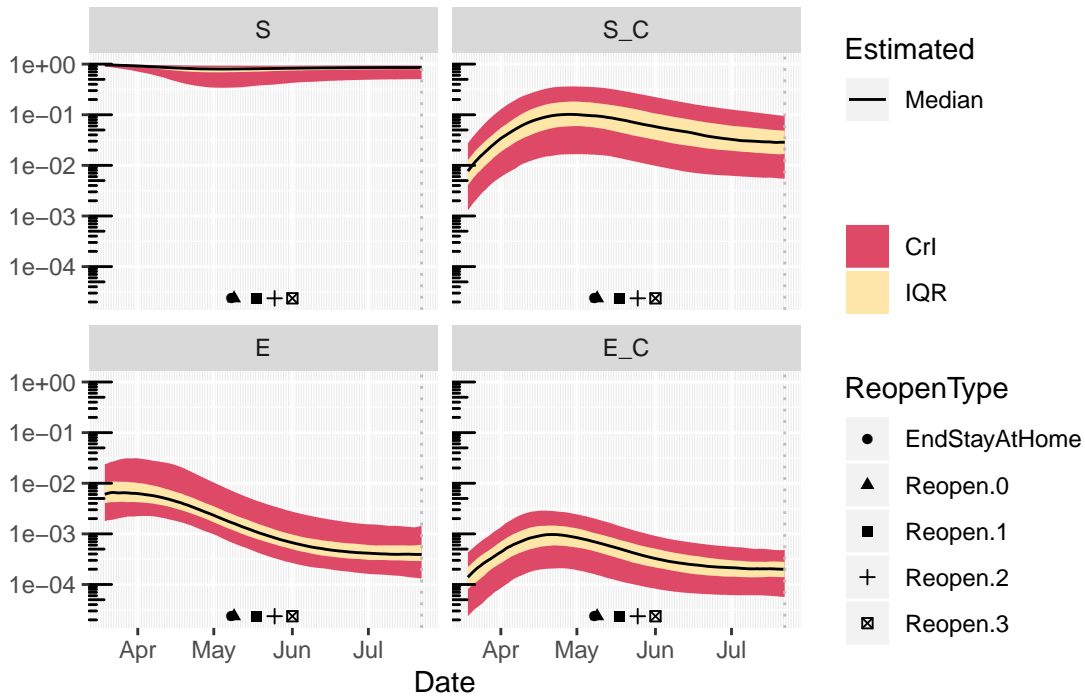 S
S_C
1e+00
1e−01
1e−02
1e−03
1e−04
E
E_C
1e+00
1e−01
1e−02
1e−03
1e−04
Apr May Jun Jul
Apr May Jun Jul
Date
Estimated
Median
CrI
IQR
ReopenType
EndStayAtHome
Reopen.0
Reopen.1
Reopen.2
Reopen.3